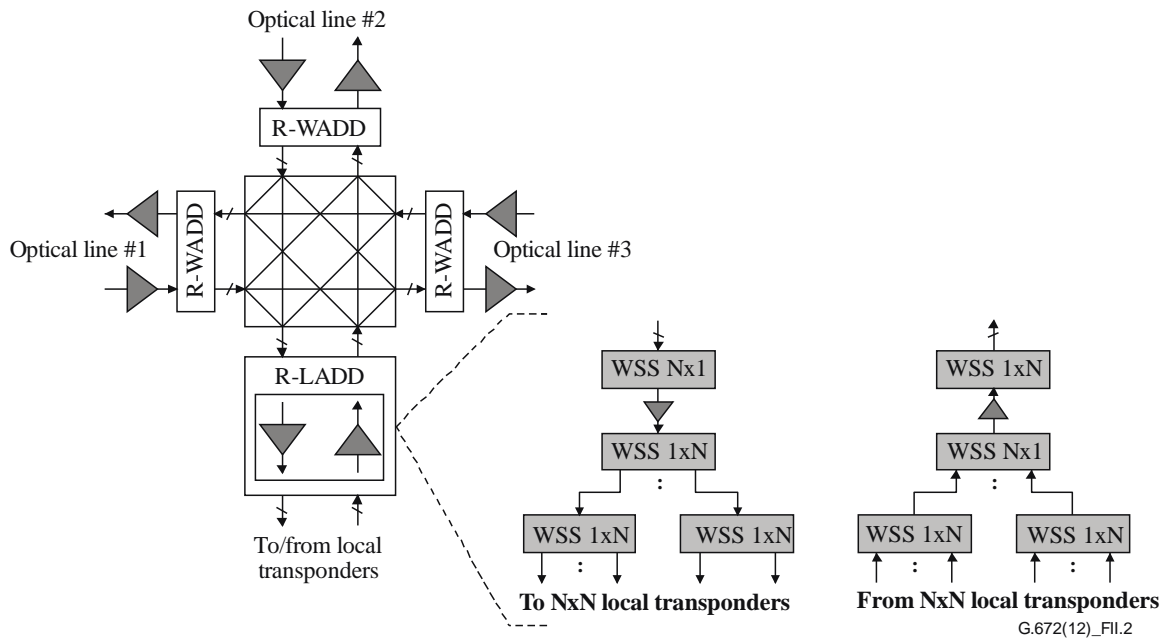 Optical line #2
R-WADD
Optical line #1
R-WADD
R-WADD
Optical line #3
R-LADD
To/from local
transponders
WSS Nx1
WSS 1xN
:
WSS 1xN
WSS 1xN
:
:
To NxN local transponders
WSS 1xN
WSS Nx1
:
WSS 1xN
WSS 1xN
:
:
From NxN local transponders
G.672(12)_FII.2